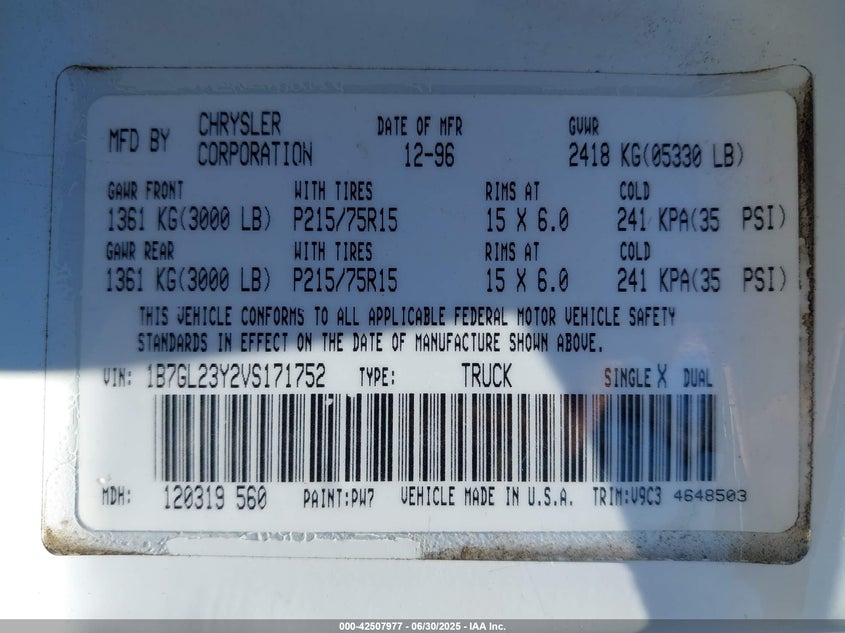 MFD BY CHRYSLER CORPORATION DATE OF MFR 12-96 GVWR 2418 KG(05330 LB)
GAWR FRONT WITH TIRES RIMS AT COLD
1361 KG(3000 LB) P215/75R15 15 X 6.0 241 KPA(35 PSI)
GAWR REAR WITH TIRES RIMS AT COLD
1361 KG(3000 LB) P215/75R15 15 X 6.0 241 KPA(35 PSI)
THIS VEHICLE CONFORMS TO ALL APPLICABLE FEDERAL MOTOR VEHICLE SAFETY
STANDARDS IN EFFECT ON THE DATE OF MANUFACTURE SHOWN ABOVE.
VIN: 1B7GL23Y2VS171752 TYPE: TRUCK SINGLE X DUAL
MDH: 120319 560 PAINT:PW7 VEHICLE MADE IN U.S.A. TRIM:V9C3 4648503
000-42507977 - 06/30/2025 - IAA Inc.